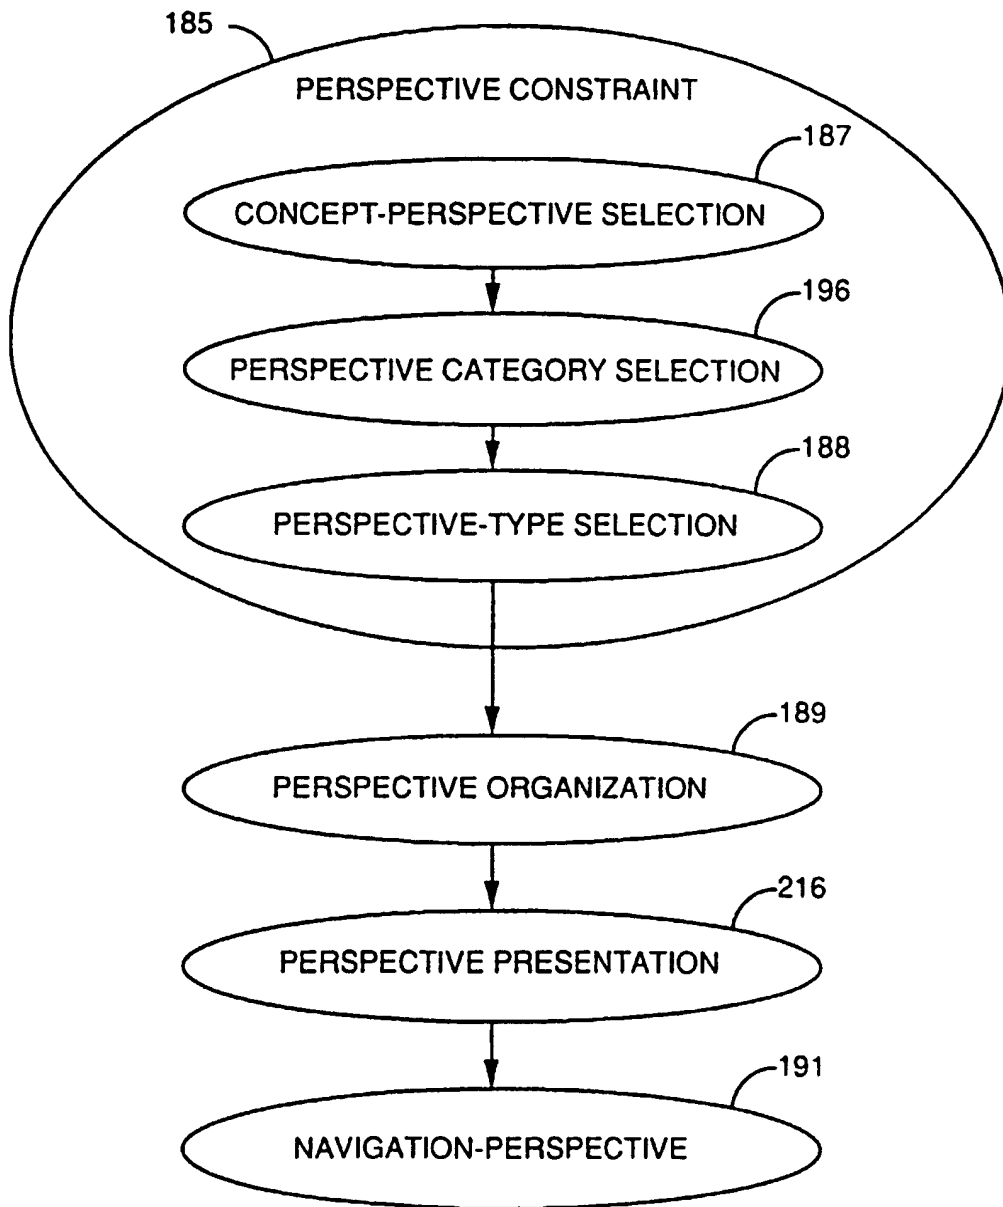 185
PERSPECTIVE CONSTRAINT
187
CONCEPT-PERSPECTIVE SELECTION
196
PERSPECTIVE CATEGORY SELECTION
188
PERSPECTIVE-TYPE SELECTION
189
PERSPECTIVE ORGANIZATION
216
PERSPECTIVE PRESENTATION
191
NAVIGATION-PERSPECTIVE